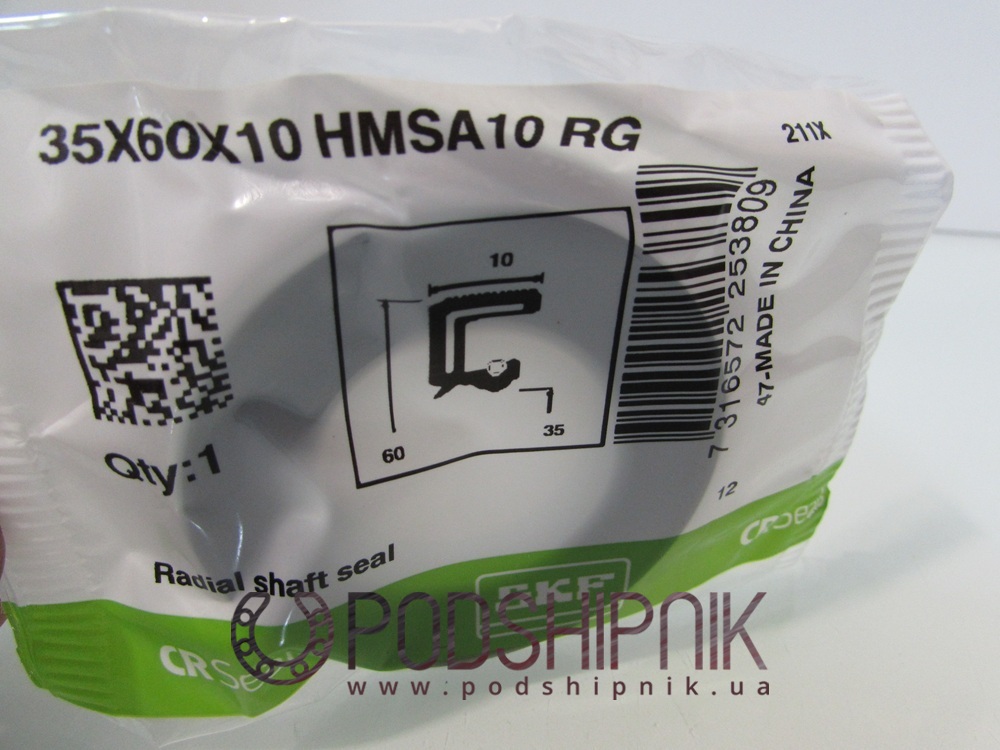 35X60X10 HMSA10 RG
211X
10
60
35
7 316572 253809
47-MADE IN CHINA
12
Qty:1
Radial shaft seal
SKF
CR Seals
CR Seals
PODSHIPNIK
www.podshipnik.ua